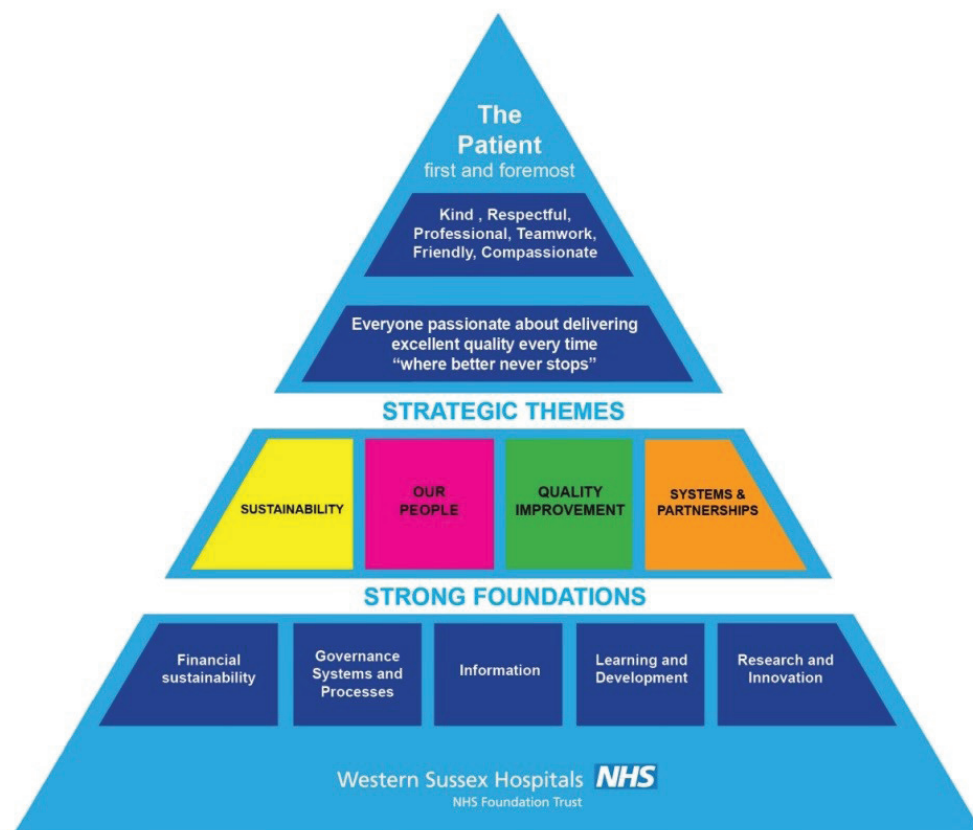 The
Patient
first and foremost
Kind , Respectful,
Professional, Teamwork,
Friendly, Compassionate
Everyone passionate about delivering
excellent quality every time
“where better never stops”
STRATEGIC THEMES
SUSTAINABILITY
OUR
PEOPLE
QUALITY
IMPROVEMENT
SYSTEMS &
PARTNERSHIPS
STRONG FOUNDATIONS
Financial
sustainability
Governance
Systems and
Processes
Information
Learning and
Development
Research and
Innovation
Western Sussex Hospitals NHS
NHS Foundation Trust